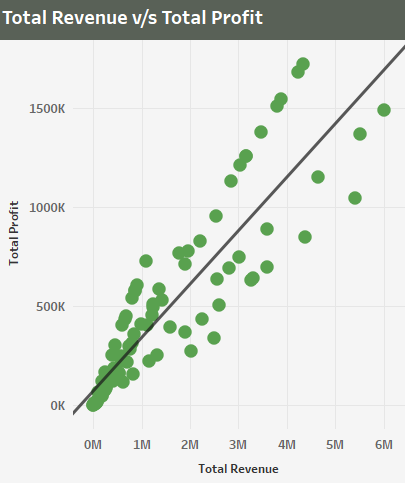 Total Revenue v/s Total Profit
1500K
1000K
500K
0K
Total Profit
0M 1M 2M 3M 4M 5M 6M
Total Revenue